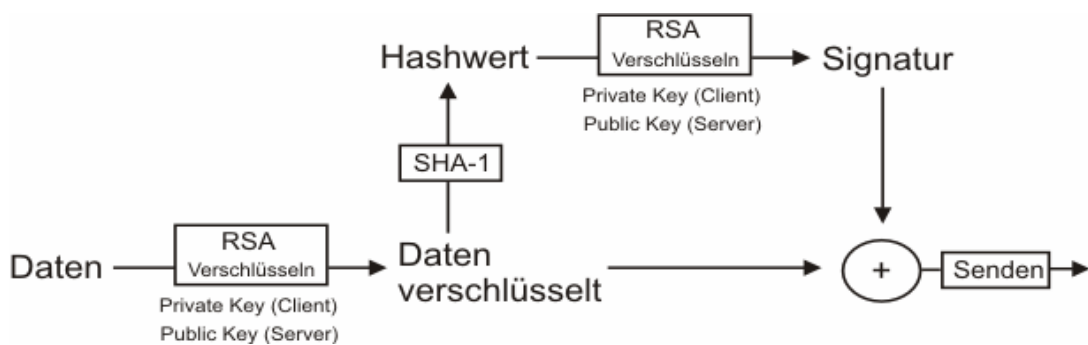 Hashwert
RSA
Verschlüsseln
Signatur
Private Key (Client)
Public Key (Server)
SHA-1
Daten
RSA
Verschlüsseln
Daten
verschlüsselt
+
Senden
Private Key (Client)
Public Key (Server)